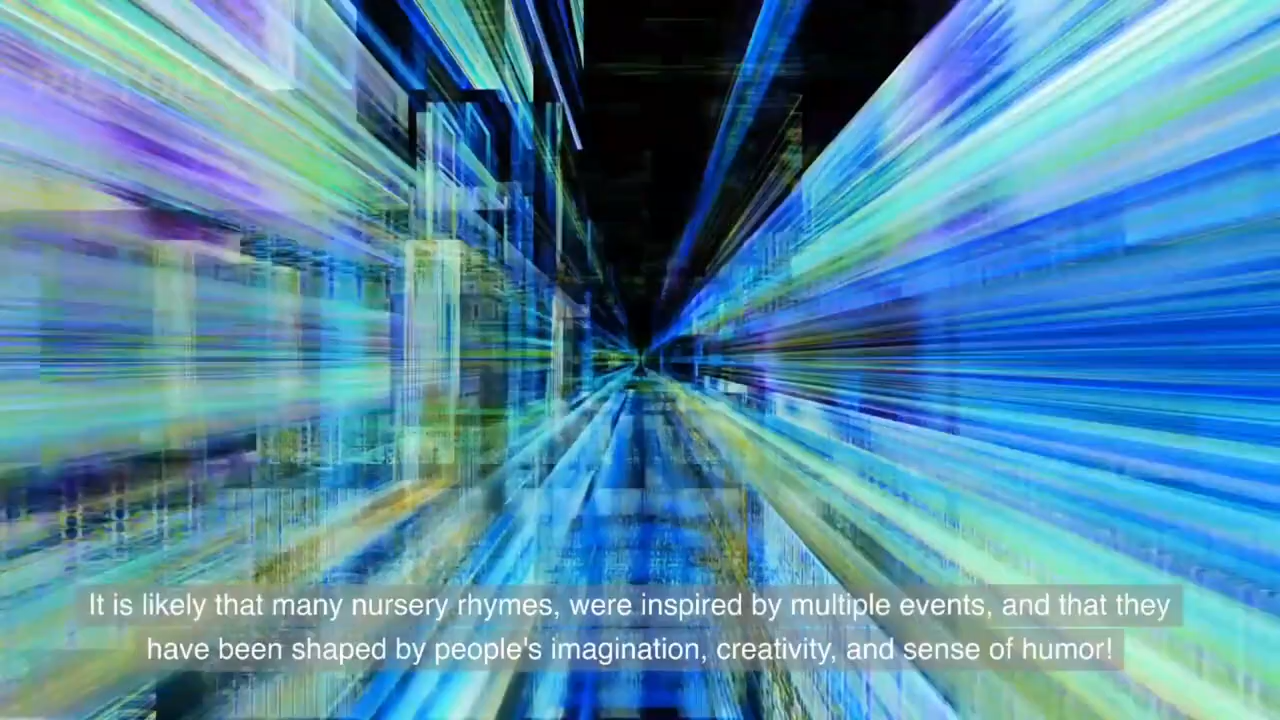 It is likely that many nursery rhymes, were inspired by multiple events, and that they
have been shaped by people's imagination, creativity, and sense of humor!